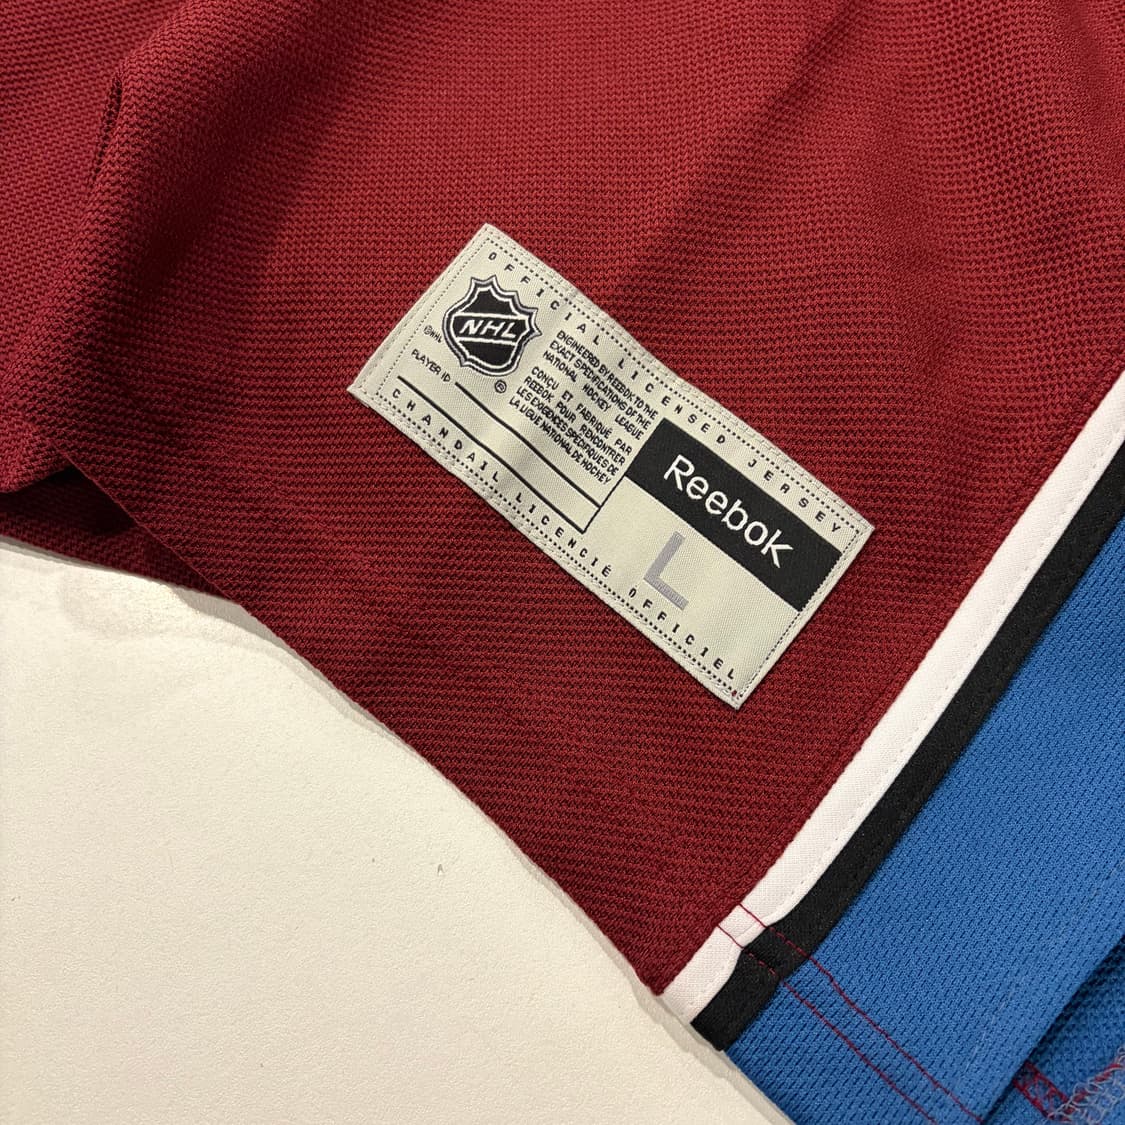 OFFICIAL LICENSED JERSEY
NHL
©NHL
®
PLAYER ID
ENGINEERED BY REEBOK TO THE
EXACT SPECIFICATIONS OF THE
NATIONAL HOCKEY LEAGUE
CONÇU ET FABRIQUÉ PAR
REEBOK POUR RENCONTRER
LES EXIGENCES SPÉCIFIQUES DE
LA LIGUE NATIONAL DE HOCKEY
Reebok
L
CHANDAIL LICENCIÉ OFFICIEL